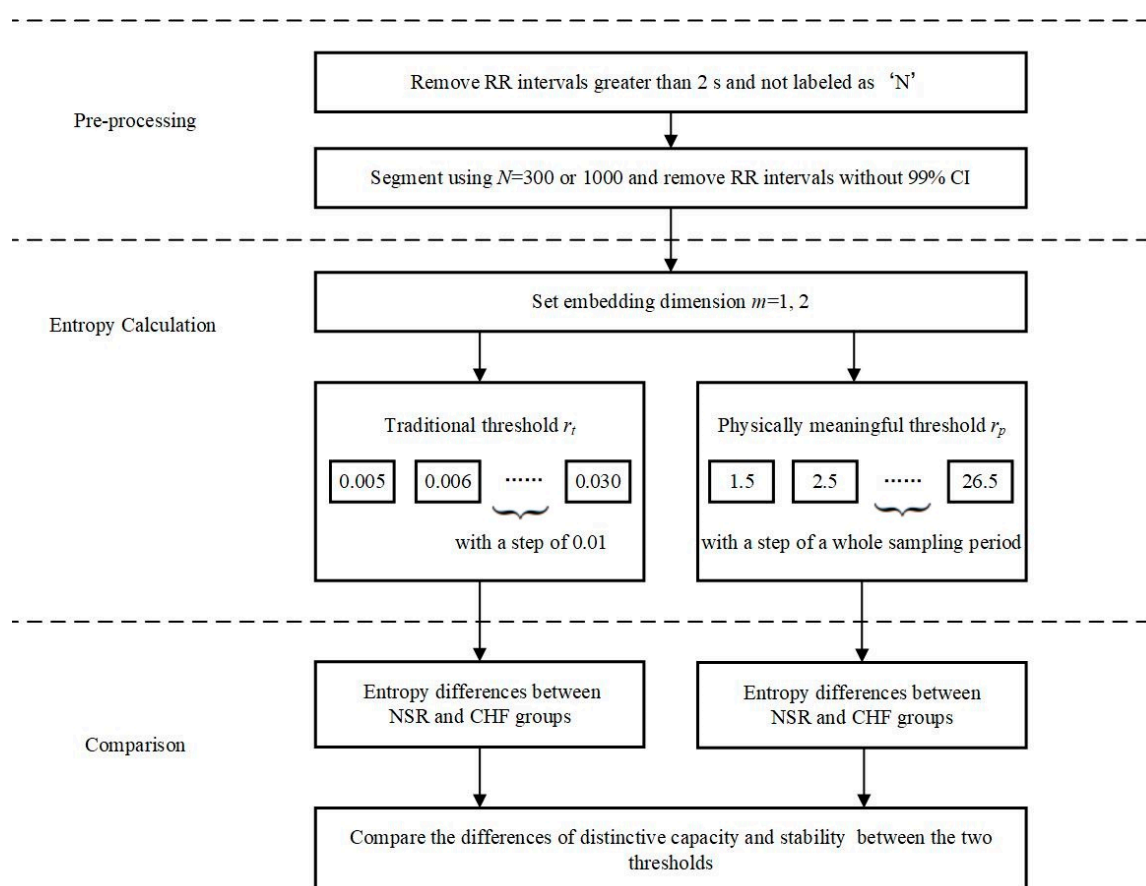 Remove RR intervals greater than 2 s and not labeled as ‘N’
Pre-processing
Segment using N=300 or 1000 and remove RR intervals without 99% CI
Set embedding dimension m=1, 2
Entropy Calculation
Traditional threshold rt
0.005 0.006 ...... 0.030
with a step of 0.01
Physically meaningful threshold rp
1.5 2.5 ...... 26.5
with a step of a whole sampling period
Entropy differences between
NSR and CHF groups
Entropy differences between
NSR and CHF groups
Comparison
Compare the differences of distinctive capacity and stability between the two
thresholds